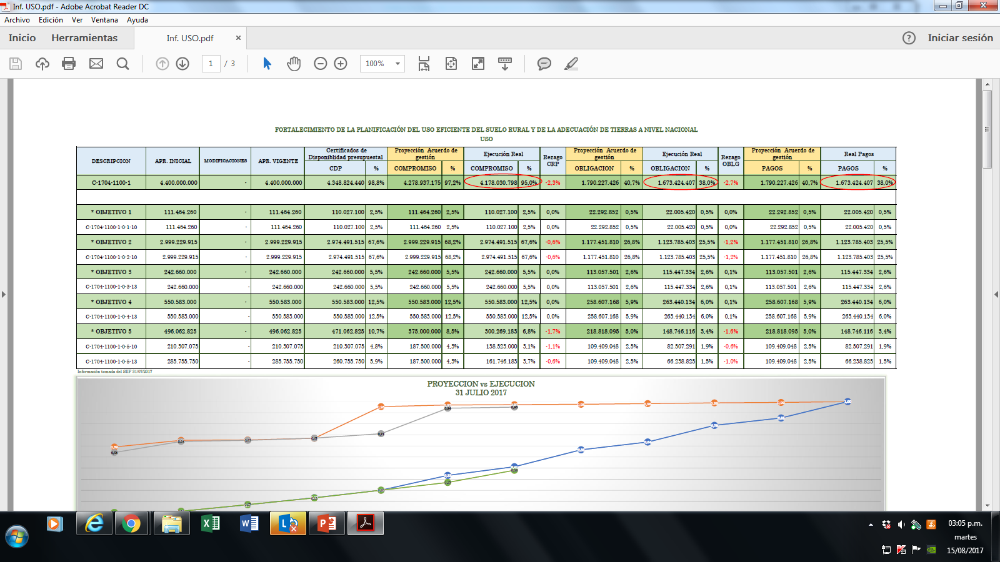 Inf. USO.pdf - Adobe Acrobat Reader DC
Archivo Edición Ver Ventana Ayuda
Inicio Herramientas Inf. USO.pdf × ? Iniciar sesión
1 / 3 100%
FORTALECIMIENTO DE LA PLANIFICACIÓN DEL USO EFICIENTE DEL SUELO RURAL Y DE LA ADECUACIÓN DE TIERRAS A NIVEL NACIONAL
USO
DESCRIPCION APR. INICIAL MODIFICACIONES APR. VIGENTE Certificados de Disponiblidad presupuestal Proyección Acuerdo de gestión Ejecución Real Rezago CRP Proyección Acuerdo de gestión Ejecución Real Rezago OBLG Proyección Acuerdo de gestión Real Pagos
CDP % COMPROMISO % COMPROMISO % OBLIGACION % OBLIGACION % PAGOS % PAGOS %
C-1704-1100-1 4.400.000.000 - 4.400.000.000 4.348.824.440 98,8% 4.278.937.175 97,2% 4.178.030.798 95,0% -2,3% 1.790.227.426 40,7% 1.673.424.407 38,0% -2,7% 1.790.227.426 40,7% 1.673.424.407 38,0%
* OBJETIVO 1 111.464.260 - 111.464.260 110.027.100 2,5% 111.464.260 2,5% 110.027.100 2,5% 0,0% 22.292.852 0,5% 22.005.420 0,5% 0,0% 22.292.852 0,5% 22.005.420 0,5%
C-1704-1100-1-0-1-10 111.464.260 - 111.464.260 110.027.100 2,5% 111.464.260 2,5% 110.027.100 2,5% 0,0% 22.292.852 0,5% 22.005.420 0,5% 0,0% 22.292.852 0,5% 22.005.420 0,5%
* OBJETIVO 2 2.999.229.915 - 2.999.229.915 2.974.491.515 67,6% 2.999.229.915 68,2% 2.974.491.515 67,6% -0,6% 1.177.451.810 26,8% 1.123.785.403 25,5% -1,2% 1.177.451.810 26,8% 1.123.785.403 25,5%
C-1704-1100-1-0-2-10 2.999.229.915 - 2.999.229.915 2.974.491.515 67,6% 2.999.229.915 68,2% 2.974.491.515 67,6% -0,6% 1.177.451.810 26,8% 1.123.785.403 25,5% -1,2% 1.177.451.810 26,8% 1.123.785.403 25,5%
* OBJETIVO 3 242.660.000 - 242.660.000 242.660.000 5,5% 242.660.000 5,5% 242.660.000 5,5% 0,0% 113.057.501 2,6% 115.447.334 2,6% 0,1% 113.057.501 2,6% 115.447.334 2,6%
C-1704-1100-1-0-3-13 242.660.000 - 242.660.000 242.660.000 5,5% 242.660.000 5,5% 242.660.000 5,5% 0,0% 113.057.501 2,6% 115.447.334 2,6% 0,1% 113.057.501 2,6% 115.447.334 2,6%
* OBJETIVO 4 550.583.000 - 550.583.000 550.583.000 12,5% 550.583.000 12,5% 550.583.000 12,5% 0,0% 258.607.168 5,9% 263.440.134 6,0% 0,1% 258.607.168 5,9% 263.440.134 6,0%
C-1704-1100-1-0-4-13 550.583.000 - 550.583.000 550.583.000 12,5% 550.583.000 12,5% 550.583.000 12,5% 0,0% 258.607.168 5,9% 263.440.134 6,0% 0,1% 258.607.168 5,9% 263.440.134 6,0%
* OBJETIVO 5 496.062.825 - 496.062.825 471.062.825 10,7% 375.000.000 8,5% 300.269.183 6,8% -1,7% 218.818.095 5,0% 148.746.116 3,4% -1,6% 218.818.095 5,0% 148.746.116 3,4%
C-1704-1100-1-0-5-10 210.307.075 - 210.307.075 210.307.075 4,8% 187.500.000 4,3% 138.523.000 3,1% -1,1% 109.409.048 2,5% 82.507.291 1,9% -0,6% 109.409.048 2,5% 82.507.291 1,9%
C-1704-1100-1-0-5-13 285.755.750 - 285.755.750 260.755.750 5,9% 187.500.000 4,3% 161.746.183 3,7% -0,6% 109.409.048 2,5% 66.238.825 1,5% -1,0% 109.409.048 2,5% 66.238.825 1,5%
Información tomada del SIIF 31/07/2017
PROYECCION vs EJECUCION
31 JULIO 2017
0,54 0,64 0,65 0,67 0,71 0,94 0,95
03:05 p.m.
martes
15/08/2017